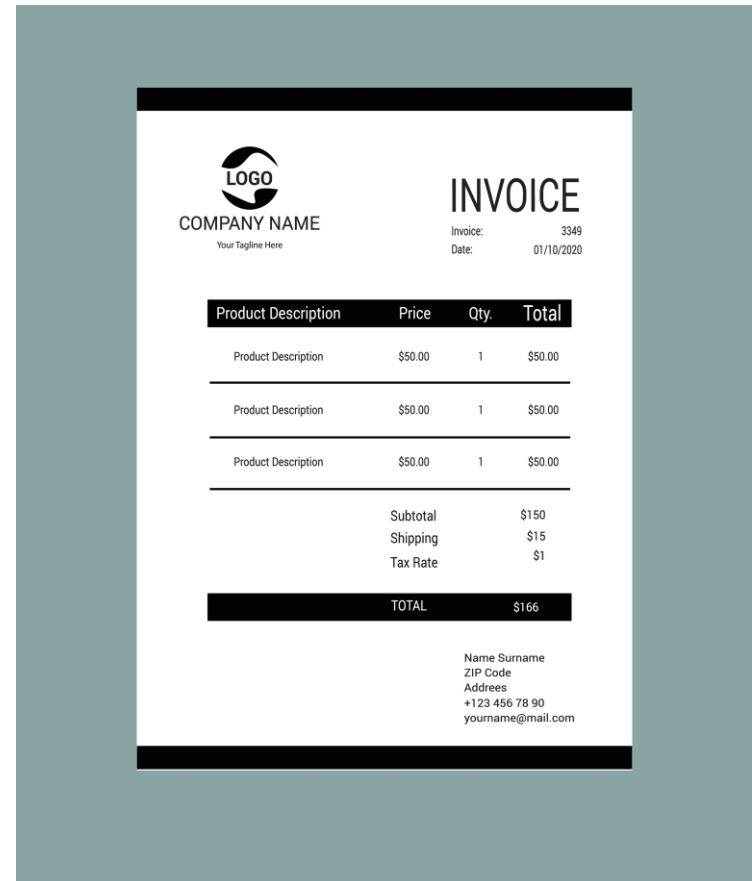 LOGO
COMPANY NAME
Your Tagline Here
INVOICE
Invoice: 3349
Date: 01/10/2020
Product Description Price Qty. Total
Product Description $50.00 1 $50.00
Product Description $50.00 1 $50.00
Product Description $50.00 1 $50.00
Subtotal $150
Shipping $15
Tax Rate $1
TOTAL $166
Name Surname
ZIP Code
Addrees
+123 456 78 90
yourname@mail.com